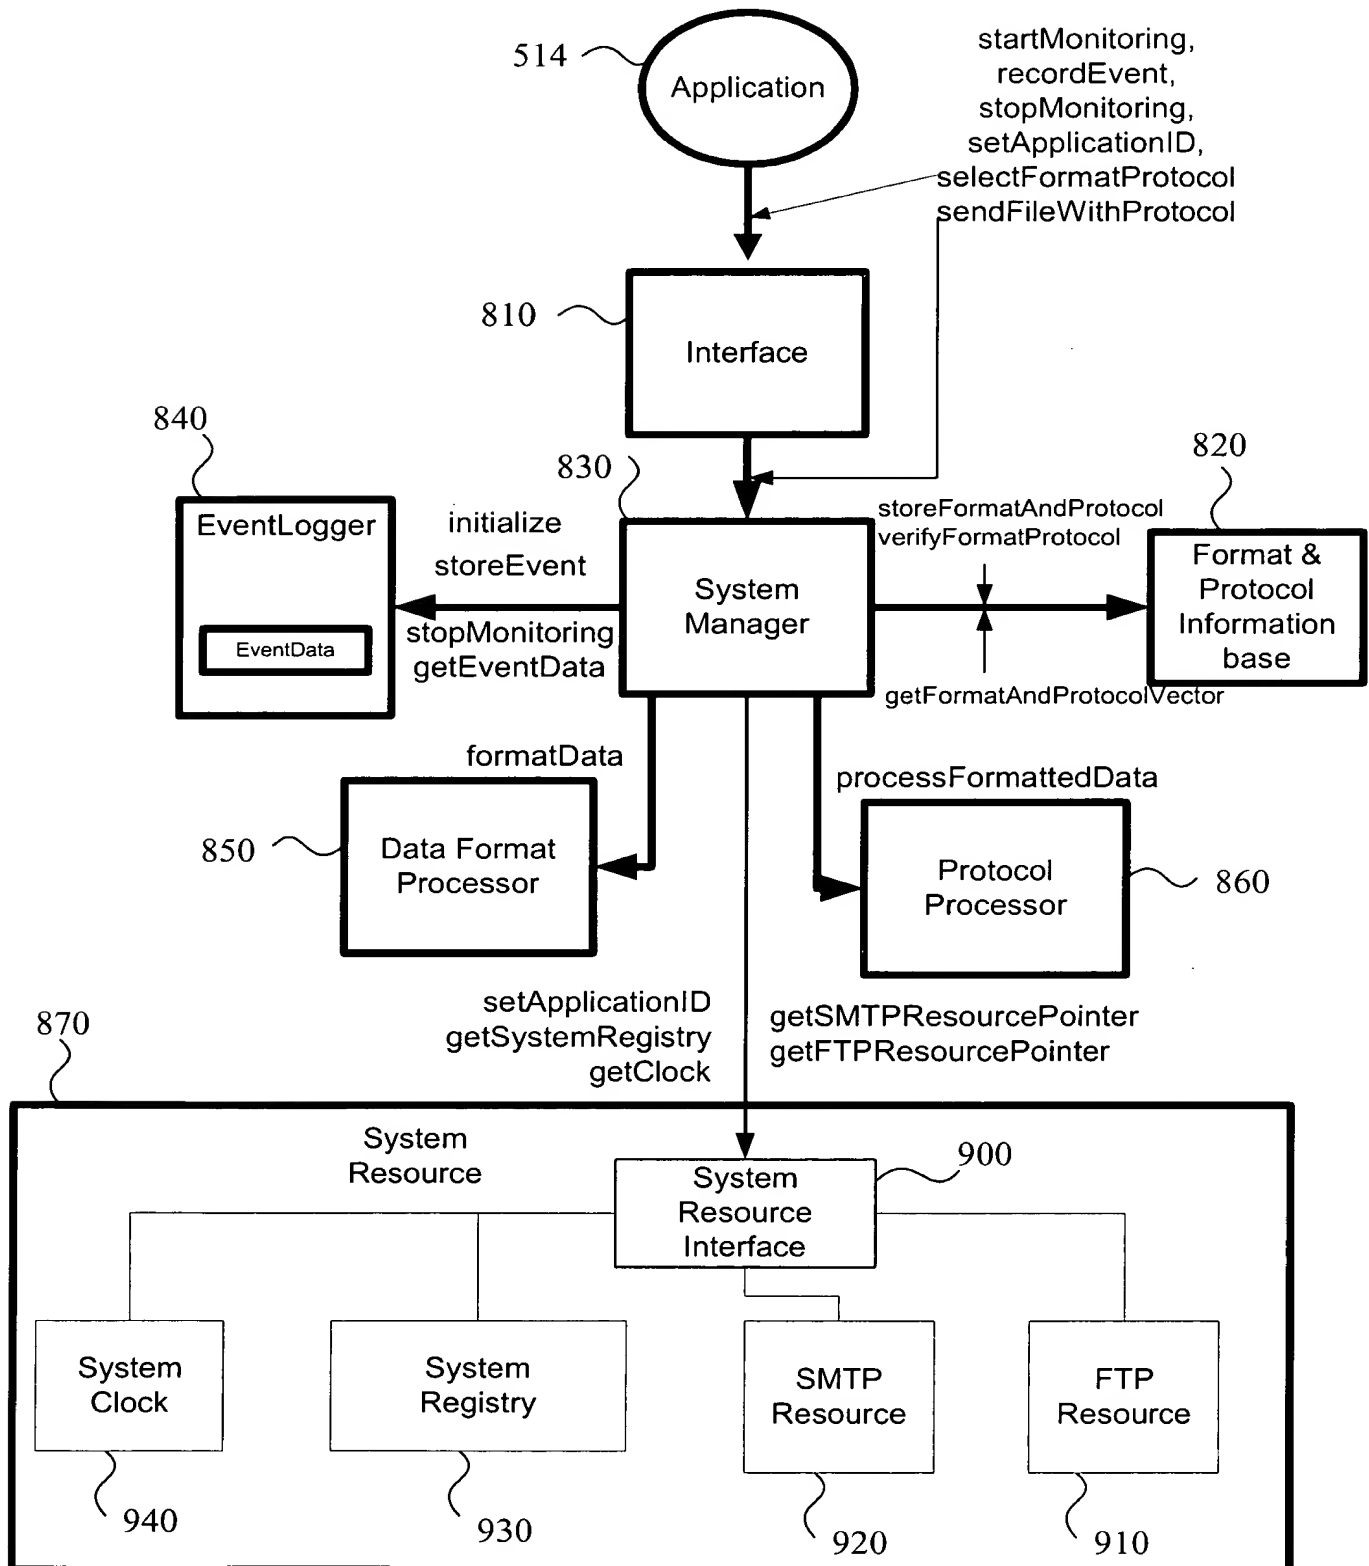 startMonitoring,
recordEvent,
stopMonitoring,
setApplicationID,
selectFormatProtocol
sendFileWithProtocol
514
Application
810
Interface
840
EventLogger
EventData
initialize
storeEvent
stopMonitoring
getEventData
830
System
Manager
storeFormatAndProtocol
verifyFormatProtocol
getFormatAndProtocolVector
820
Format &
Protocol
Information
base
formatData
850
Data Format
Processor
processFormattedData
Protocol
Processor
860
setApplicationID
getSystemRegistry
getClock
getSMTPResourcePointer
getFTPResourcePointer
870
System
Resource
System
Resource
Interface
900
System
Clock
940
System
Registry
930
SMTP
Resource
920
FTP
Resource
910